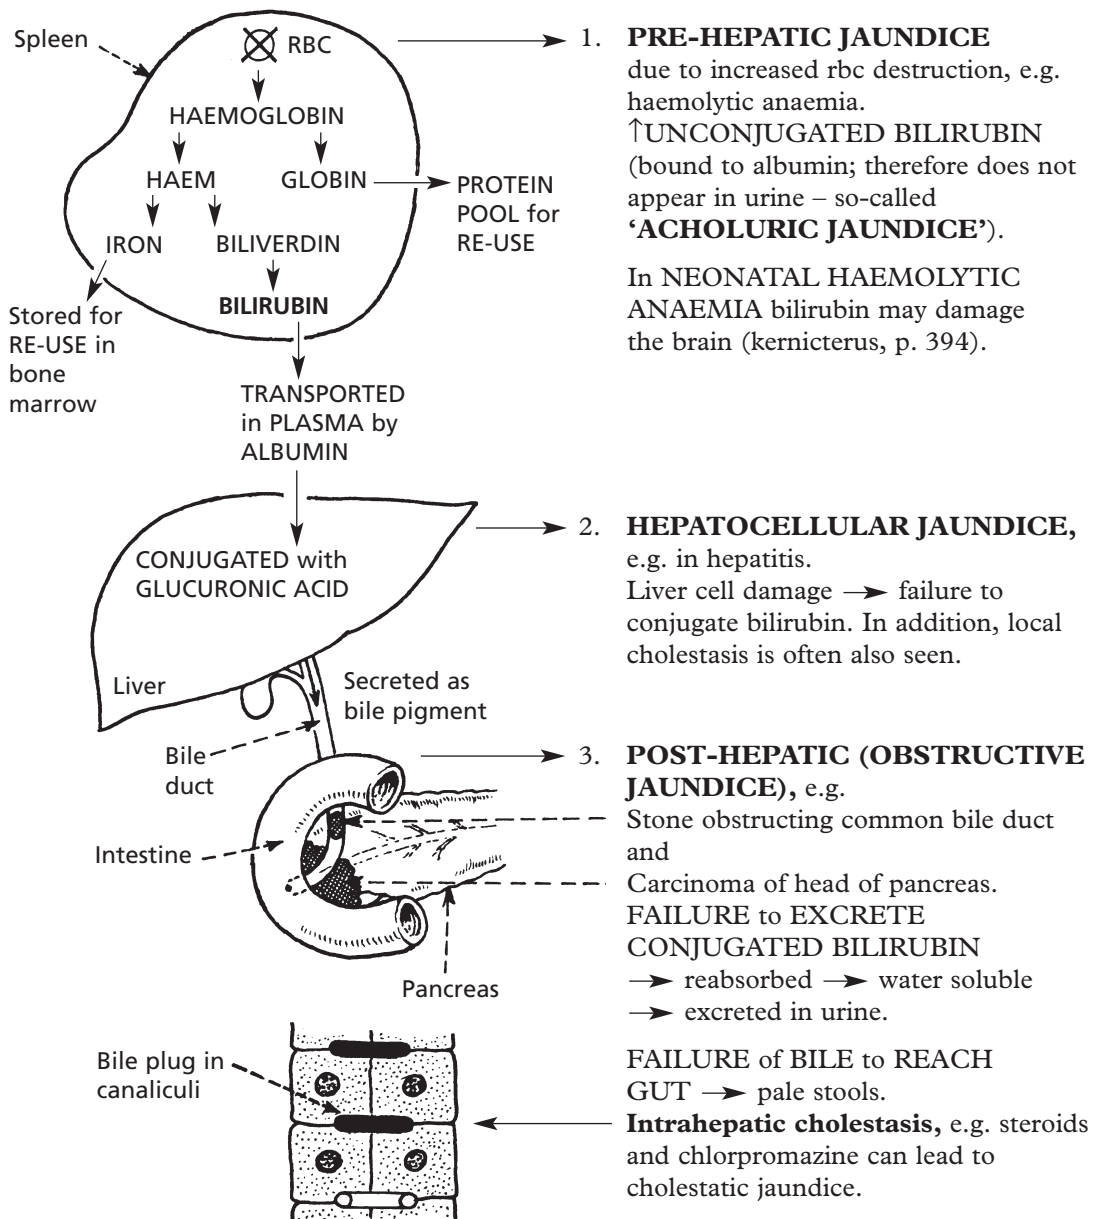 Spleen
RBC
HAEMOGLOBIN
HAEM
GLOBIN
PROTEIN
POOL for
RE-USE
IRON
BILIVERDIN
BILIRUBIN
Stored for
RE-USE in
bone
marrow
TRANSPORTED
in PLASMA by
ALBUMIN
1. PRE-HEPATIC JAUNDICE
due to increased rbc destruction, e.g.
haemolytic anaemia.
↑UNCONJUGATED BILIRUBIN
(bound to albumin; therefore does not
appear in urine – so-called
‘ACHOLURIC JAUNDICE’).
In NEONATAL HAEMOLYTIC
ANAEMIA bilirubin may damage
the brain (kernicterus, p. 394).
CONJUGATED with
GLUCURONIC ACID
Liver
Secreted as
bile pigment
Bile
duct
2. HEPATOCELLULAR JAUNDICE,
e.g. in hepatitis.
Liver cell damage → failure to
conjugate bilirubin. In addition, local
cholestasis is often also seen.
Intestine
Pancreas
3. POST-HEPATIC (OBSTRUCTIVE
JAUNDICE), e.g.
Stone obstructing common bile duct
and
Carcinoma of head of pancreas.
FAILURE to EXCRETE
CONJUGATED BILIRUBIN
→ reabsorbed → water soluble
→ excreted in urine.
Bile plug in
canaliculi
FAILURE of BILE to REACH
GUT → pale stools.
Intrahepatic cholestasis, e.g. steroids
and chlorpromazine can lead to
cholestatic jaundice.